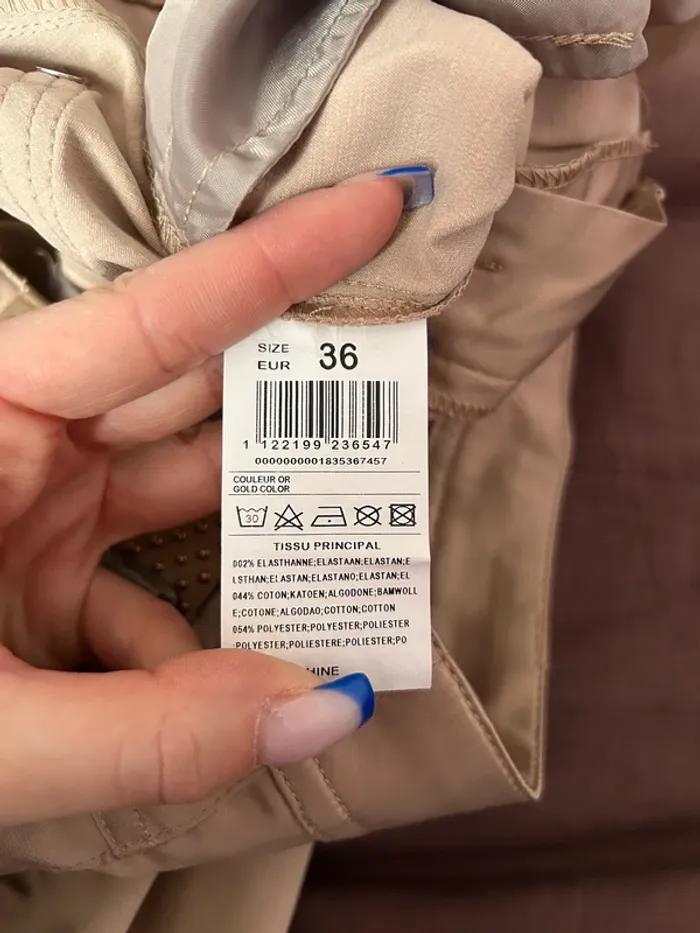 SIZE
EUR
36
1 122199 236547
0000000001835367457
COULEUR OR
GOLD COLOR
30
TISSU PRINCIPAL
002% ELASTHANNE;ELASTAAN;ELASTAN;E
LSTHAN;ELASTAN;ELASTANO;ELASTAN;EL
044% COTON;KATOEN;ALGODONE;BAMWOLL
E;COTONE;ALGODAO;COTTON;COTTON
054% POLYESTER;POLYESTER;POLIESTER
;POLYESTER;POLIESTERE;POLIESTER;PO
HINE